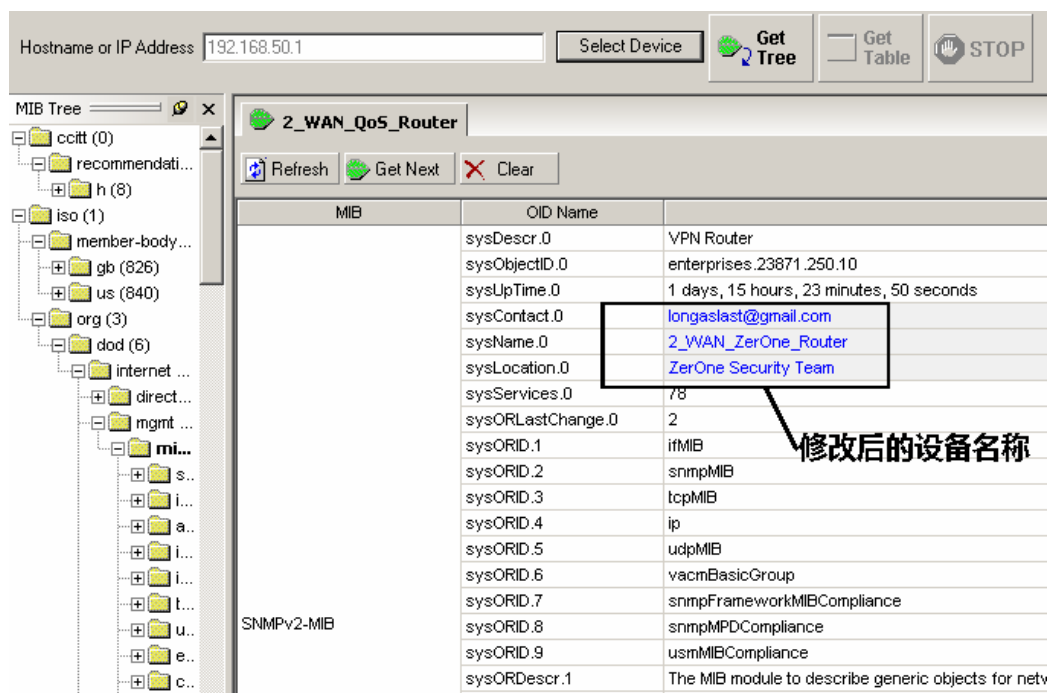 Hostname or IP Address 192.168.50.1 Select Device Get Tree Get Table STOP
MIB Tree
ccitt (0)
recommendati...
h (8)
iso (1)
member-body...
gb (826)
us (840)
org (3)
dod (6)
internet ...
direct...
mgmt ...
mi...
s..
i...
a..
i...
i...
t...
u..
e..
c..
2_WAN_QoS_Router
Refresh Get Next Clear
MIB OID Name
sysDescr.0 VPN Router
sysObjectID.0 enterprises.23871.250.10
sysUpTime.0 1 days, 15 hours, 23 minutes, 50 seconds
sysContact.0 longaslast@gmail.com
sysName.0 2_WAN_ZerOne_Router
sysLocation.0 ZerOne Security Team
sysServices.0 78
sysORLastChange.0 2
sysORID.1 ifMIB
修改后的设备名称
sysORID.2 snmpMIB
sysORID.3 tcpMIB
sysORID.4 ip
sysORID.5 udpMIB
sysORID.6 vacmBasicGroup
sysORID.7 snmpFrameworkMIBCompliance
SNMPv2-MIB sysORID.8 snmpMPDCompliance
sysORID.9 usmMIBCompliance
sysORDescr.1 The MIB module to describe generic objects for netw